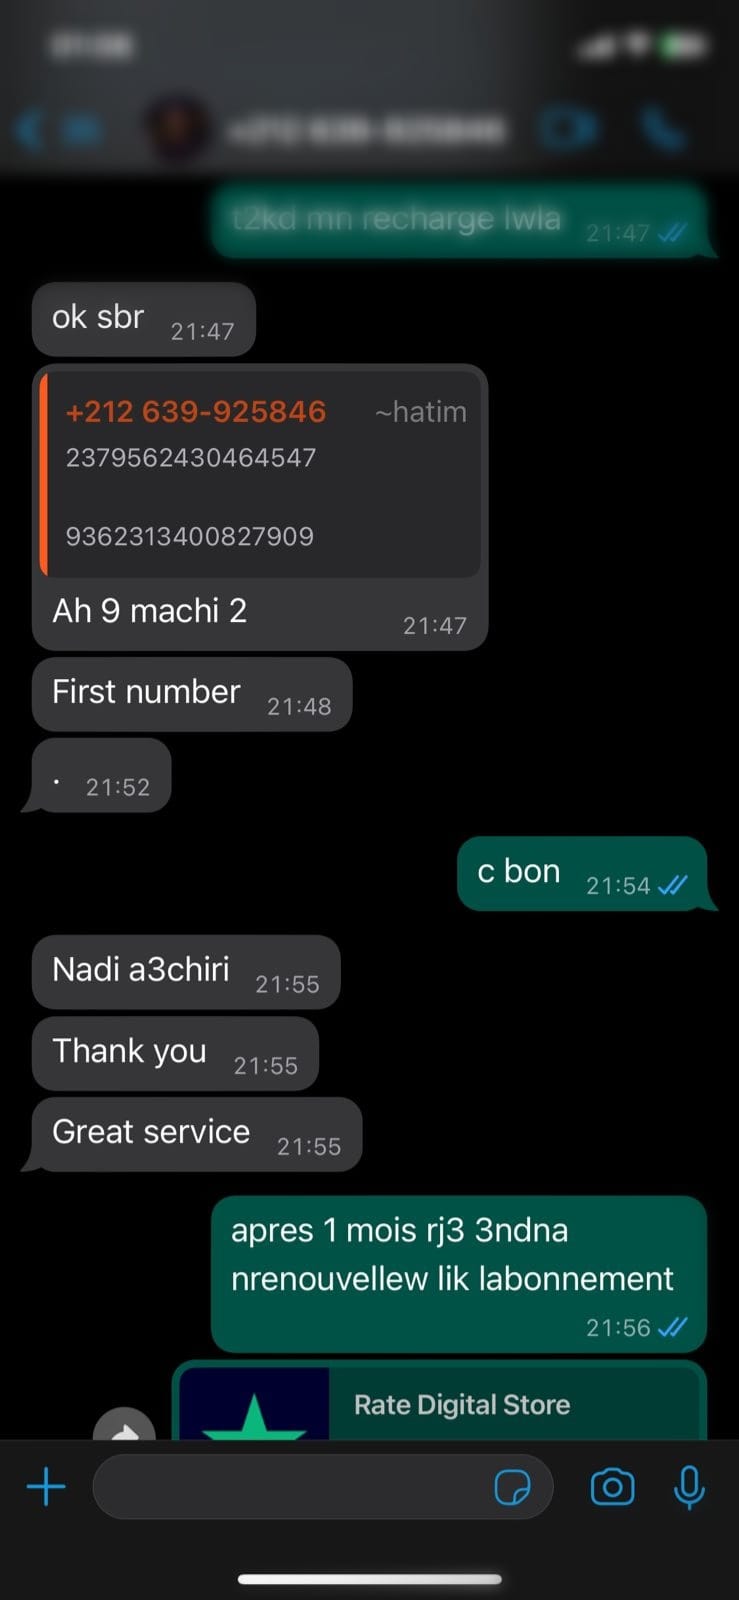 t2kd mn recharge lwla 21:47
ok sbr 21:47
+212 639-925846 ~hatim
2379562430464547
9362313400827909
Ah 9 machi 2 21:47
First number 21:48
. 21:52
c bon 21:54
Nadi a3chiri 21:55
Thank you 21:55
Great service 21:55
apres 1 mois rj3 3ndna
nrenouvellew lik labonnement
21:56
Rate Digital Store